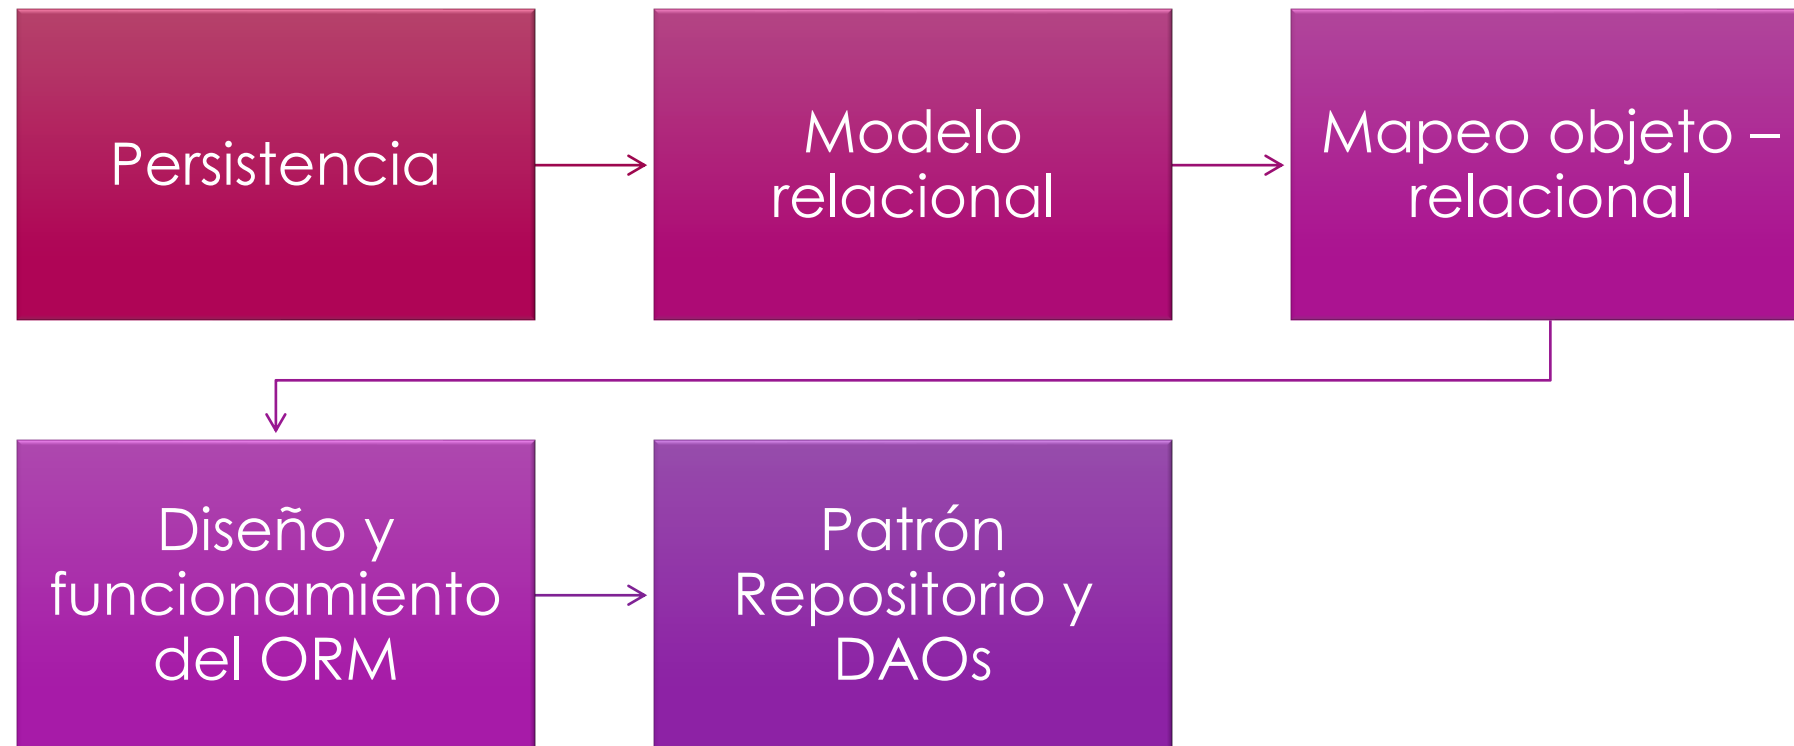 Persistencia
Modelo
relacional
Mapeo objeto –
relacional
Diseño y
funcionamiento
del ORM
Patrón
Repositorio y
DAOs